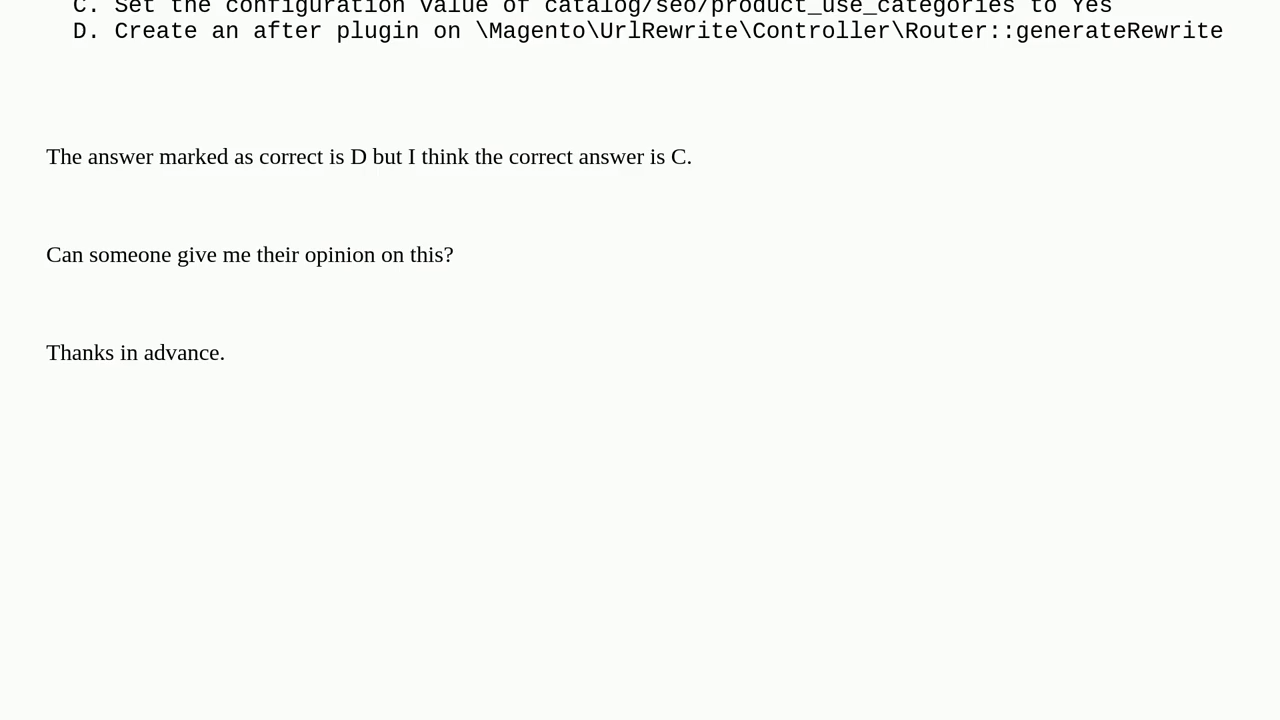 C. Set the configuration value of catalog/seo/product_use_categories to Yes
D. Create an after plugin on \Magento\UrlRewrite\Controller\Router::generateRewrite
The answer marked as correct is D but I think the correct answer is C.
Can someone give me their opinion on this?
Thanks in advance.